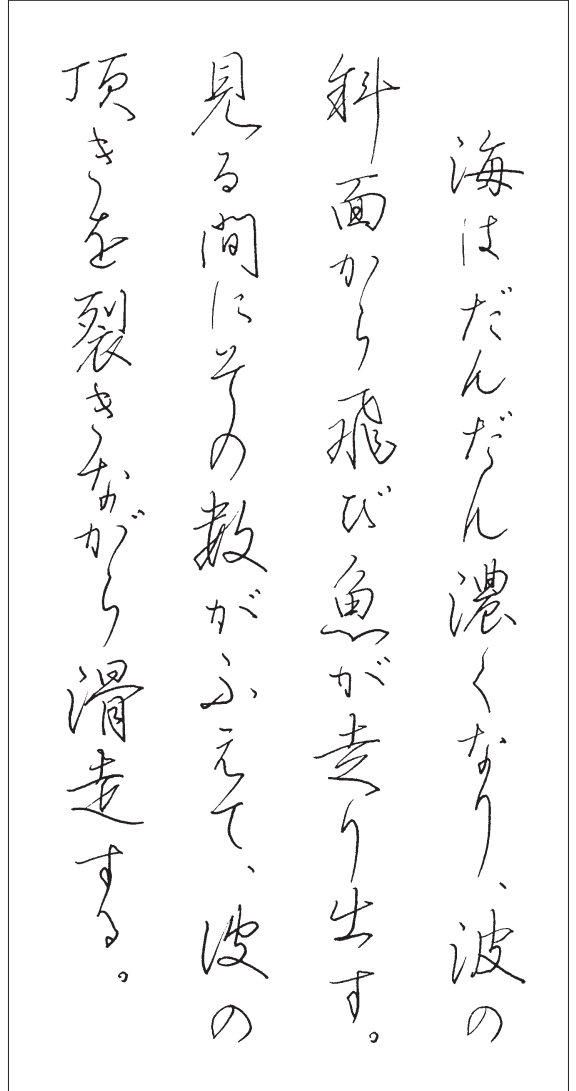 海はだんだん濃くなり、波の
斜面から飛び魚が走り出す。
見る間にその数がふえて、波の
頂きを裂きながら滑走する。